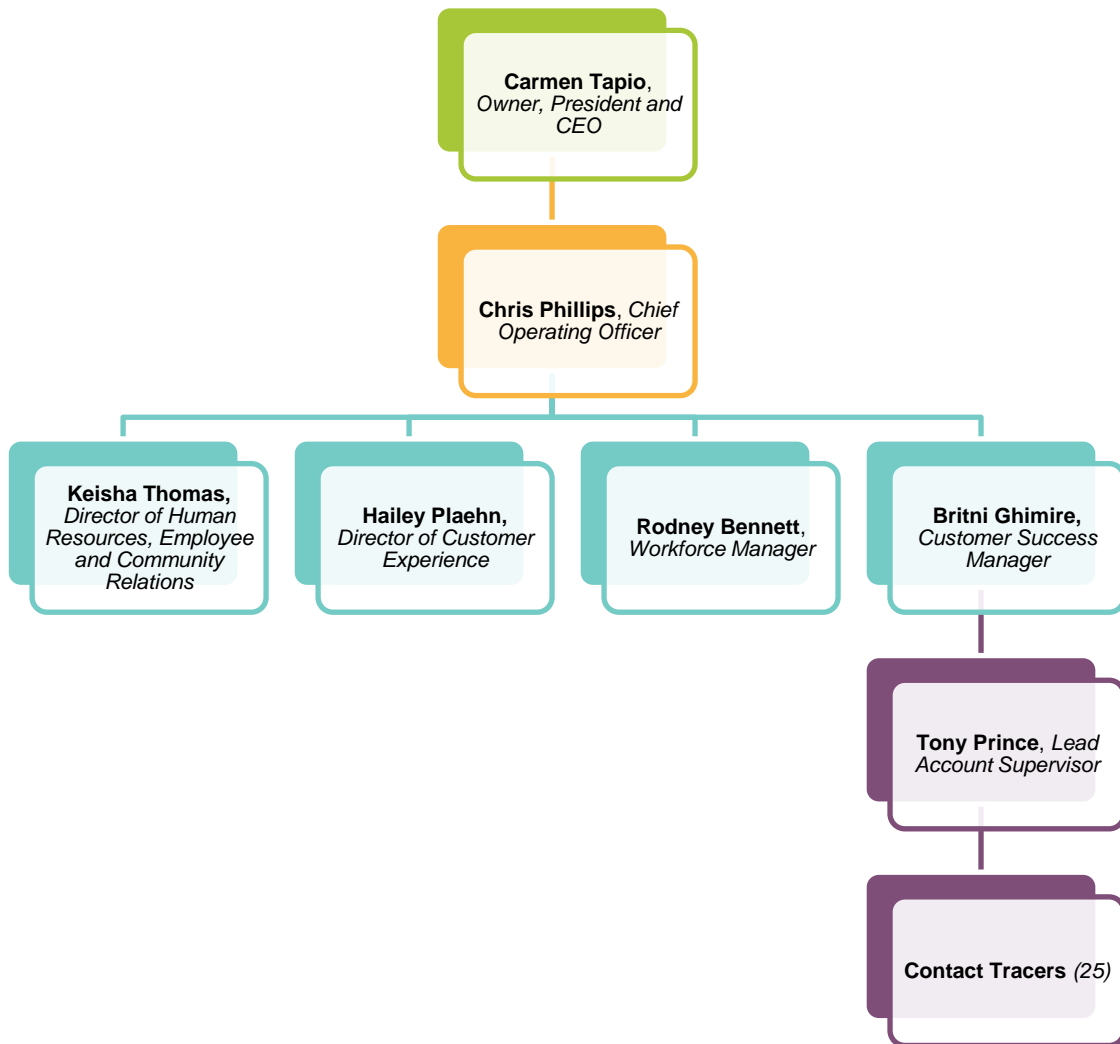 Carmen Tapio,
Owner, President and
CEO
Chris Phillips, Chief
Operating Officer
Keisha Thomas,
Director of Human
Resources, Employee
and Community
Relations
Hailey Plaehn,
Director of Customer
Experience
Rodney Bennett,
Workforce Manager
Britni Ghimire,
Customer Success
Manager
Tony Prince, Lead
Account Supervisor
Contact Tracers (25)